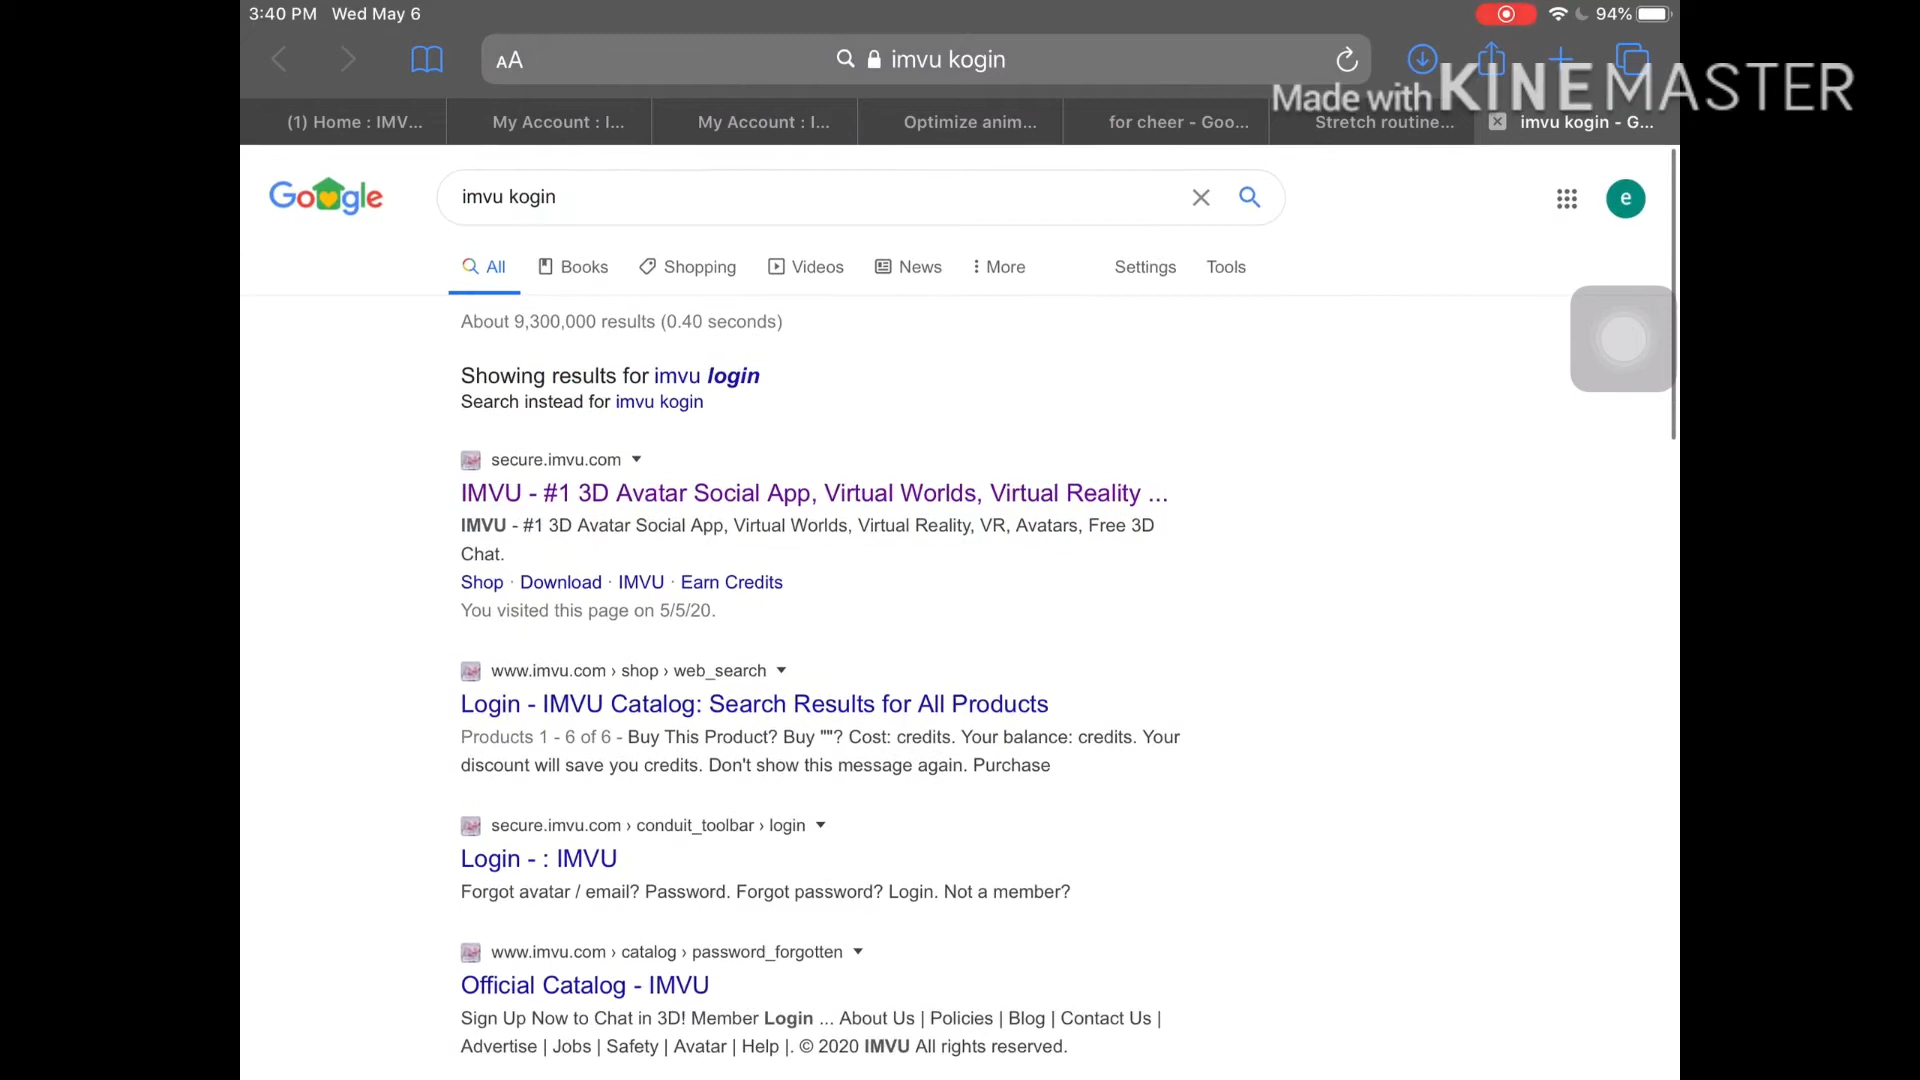 3:40 PM Wed May 6 94%
AA imvu kogin
Made with KINEMASTER
(1) Home : IMV... My Account : I... My Account : I... Optimize anim... for cheer - Goo... Stretch routine... imvu kogin - G...
Google imvu kogin e
All Books Shopping Videos News More Settings Tools
About 9,300,000 results (0.40 seconds)
Showing results for imvu login
Search instead for imvu kogin
secure.imvu.com
IMVU - #1 3D Avatar Social App, Virtual Worlds, Virtual Reality ...
IMVU - #1 3D Avatar Social App, Virtual Worlds, Virtual Reality, VR, Avatars, Free 3D
Chat.
Shop · Download · IMVU · Earn Credits
You visited this page on 5/5/20.
www.imvu.com › shop › web_search
Login - IMVU Catalog: Search Results for All Products
Products 1 - 6 of 6 - Buy This Product? Buy ""? Cost: credits. Your balance: credits. Your
discount will save you credits. Don't show this message again. Purchase
secure.imvu.com › conduit_toolbar › login
Login - : IMVU
Forgot avatar / email? Password. Forgot password? Login. Not a member?
www.imvu.com › catalog › password_forgotten
Official Catalog - IMVU
Sign Up Now to Chat in 3D! Member Login ... About Us | Policies | Blog | Contact Us |
Advertise | Jobs | Safety | Avatar | Help |. © 2020 IMVU All rights reserved.